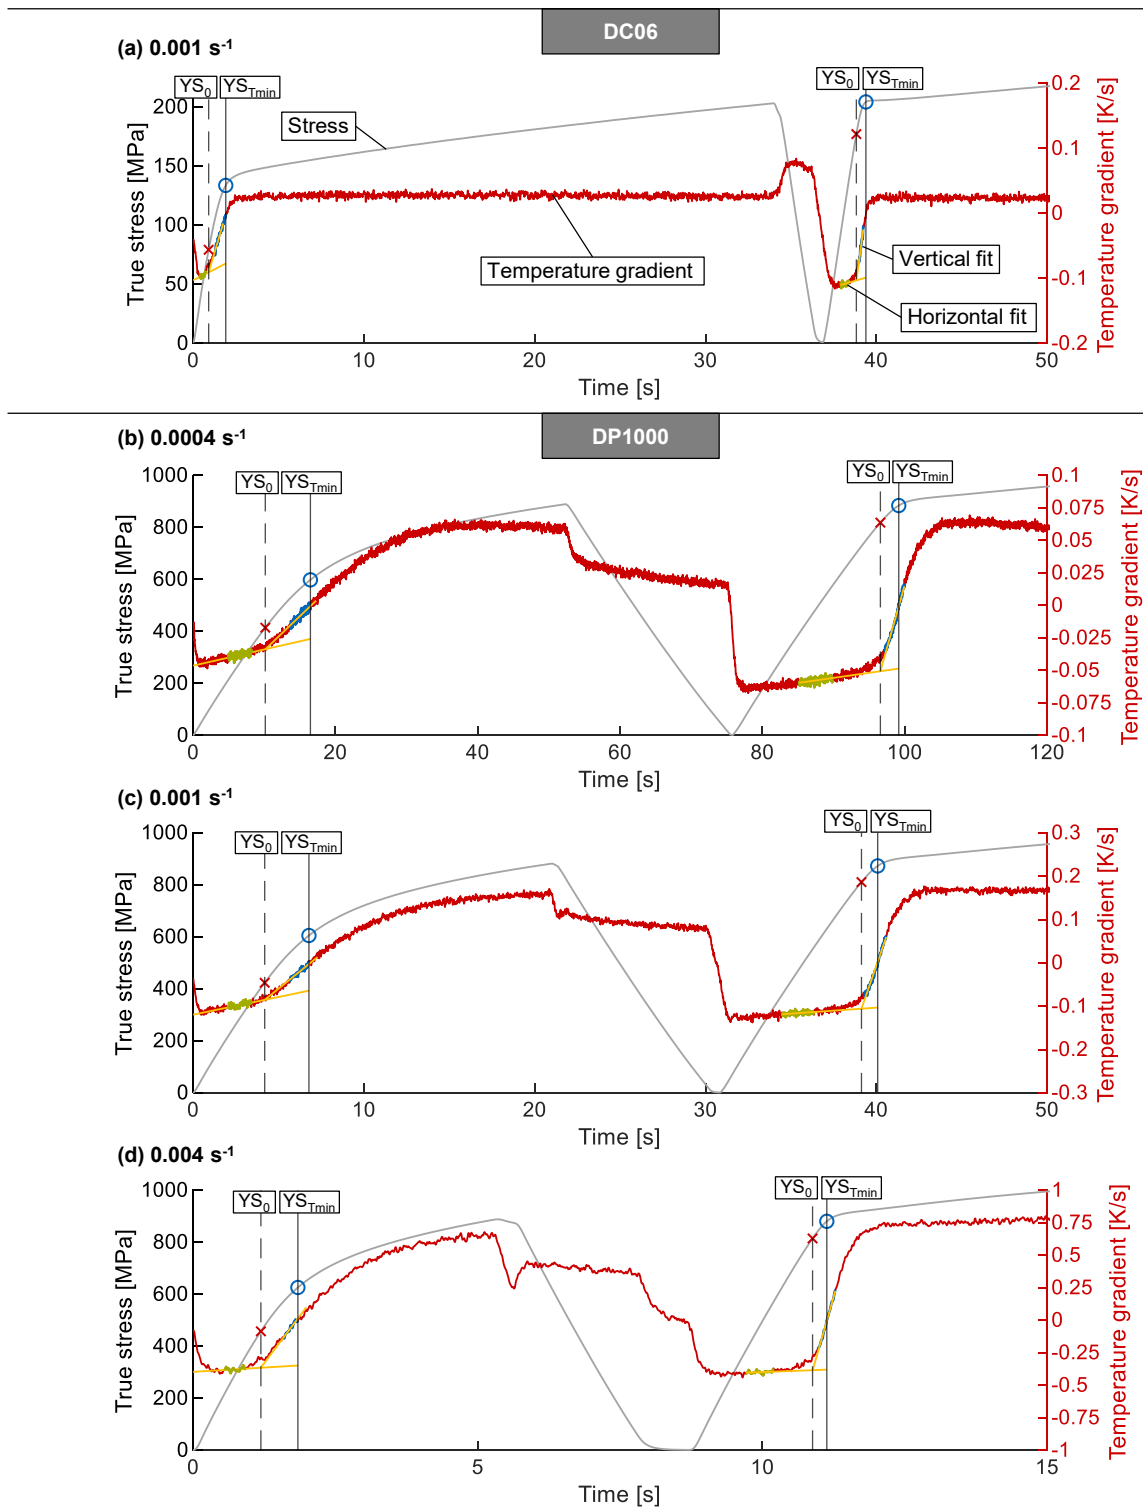 DC06
(a) 0.001 s-1
YS0 YSTmin YS0 YSTmin
Stress
Temperature gradient
Vertical fit
Horizontal fit
True stress [MPa]
200
150
100
50
0
Temperature gradient [K/s]
0.2
0.1
0
-0.1
-0.2
0 10 20 30 40 50
Time [s]
DP1000
(b) 0.0004 s-1
YS0 YSTmin YS0 YSTmin
True stress [MPa]
1000
800
600
400
200
0
Temperature gradient [K/s]
0.1
0.075
0.05
0.025
0
-0.025
-0.05
-0.075
-0.1
0 20 40 60 80 100 120
Time [s]
(c) 0.001 s-1
YS0 YSTmin YS0 YSTmin
True stress [MPa]
1000
800
600
400
200
0
Temperature gradient [K/s]
0.3
0.2
0.1
0
-0.1
-0.2
-0.3
0 10 20 30 40 50
Time [s]
(d) 0.004 s-1
YS0 YSTmin YS0 YSTmin
True stress [MPa]
1000
800
600
400
200
0
Temperature gradient [K/s]
1
0.75
0.5
0.25
0
-0.25
-0.5
-0.75
-1
0 5 10 15
Time [s]